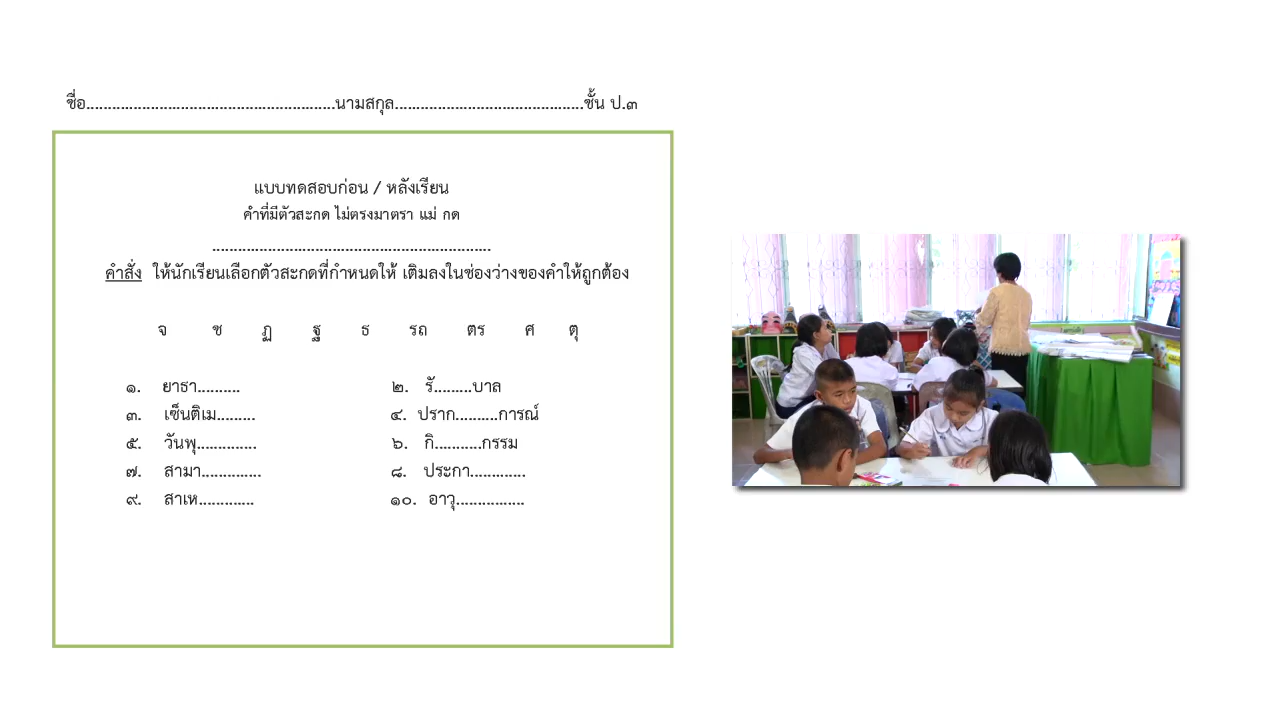 ชื่อ..........................................................นามสกุล............................................ชั้น ป.๓
แบบทดสอบก่อน / หลังเรียน
คำที่มีตัวสะกด ไม่ตรงมาตรา แม่ กด
.................................................................
คำสั่ง ให้นักเรียนเลือกตัวสะกดที่กำหนดให้ เติมลงในช่องว่างของคำให้ถูกต้อง
จ ช ฏ ฐ ธ รถ ตร ศ ตุ
๑. ยาธา.......... ๒. รั.........บาล
๓. เซ็นติเม......... ๔. ปราก..........การณ์
๕. วันพุ.............. ๖. กิ...........กรรม
๗. สามา.............. ๘. ประกา.............
๙. สาเห............. ๑๐. อาวุ................